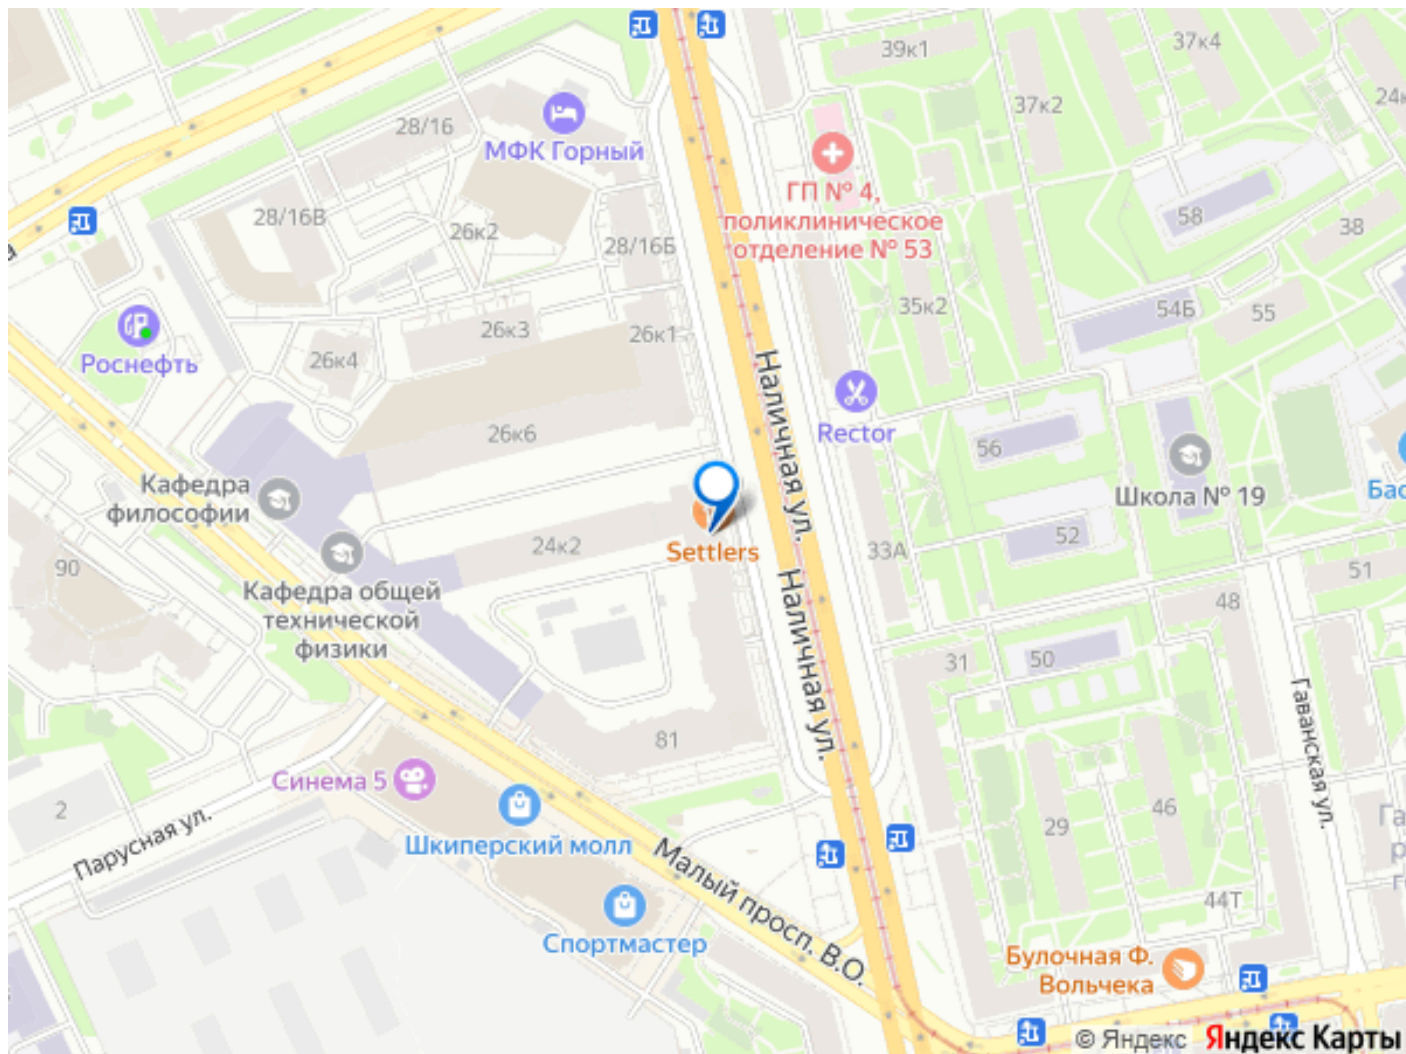 39к1
37к4
24к
37к2
28/16
МФК Горный
ГП № 4,
поликлиническое
отделение № 53
58
38
28/16В
26к2
28/16Б
35к2
54Б
55
Роснефть
26к4
26к3
26к1
Наличная ул.
Rector
26к6
56
Школа № 19
Бас
Кафедра
философии
Settlers
24к2
33А
52
51
90
Кафедра общей
технической
физики
Наличная ул.
48
31
50
Гаванская ул.
81
Синема 5
2
Парусная ул.
Шкиперский молл
Малый просп. В.О.
29
46
Га
44Т
Спортмастер
Булочная Ф.
Вольчека
© Яндекс Яндекс Карты